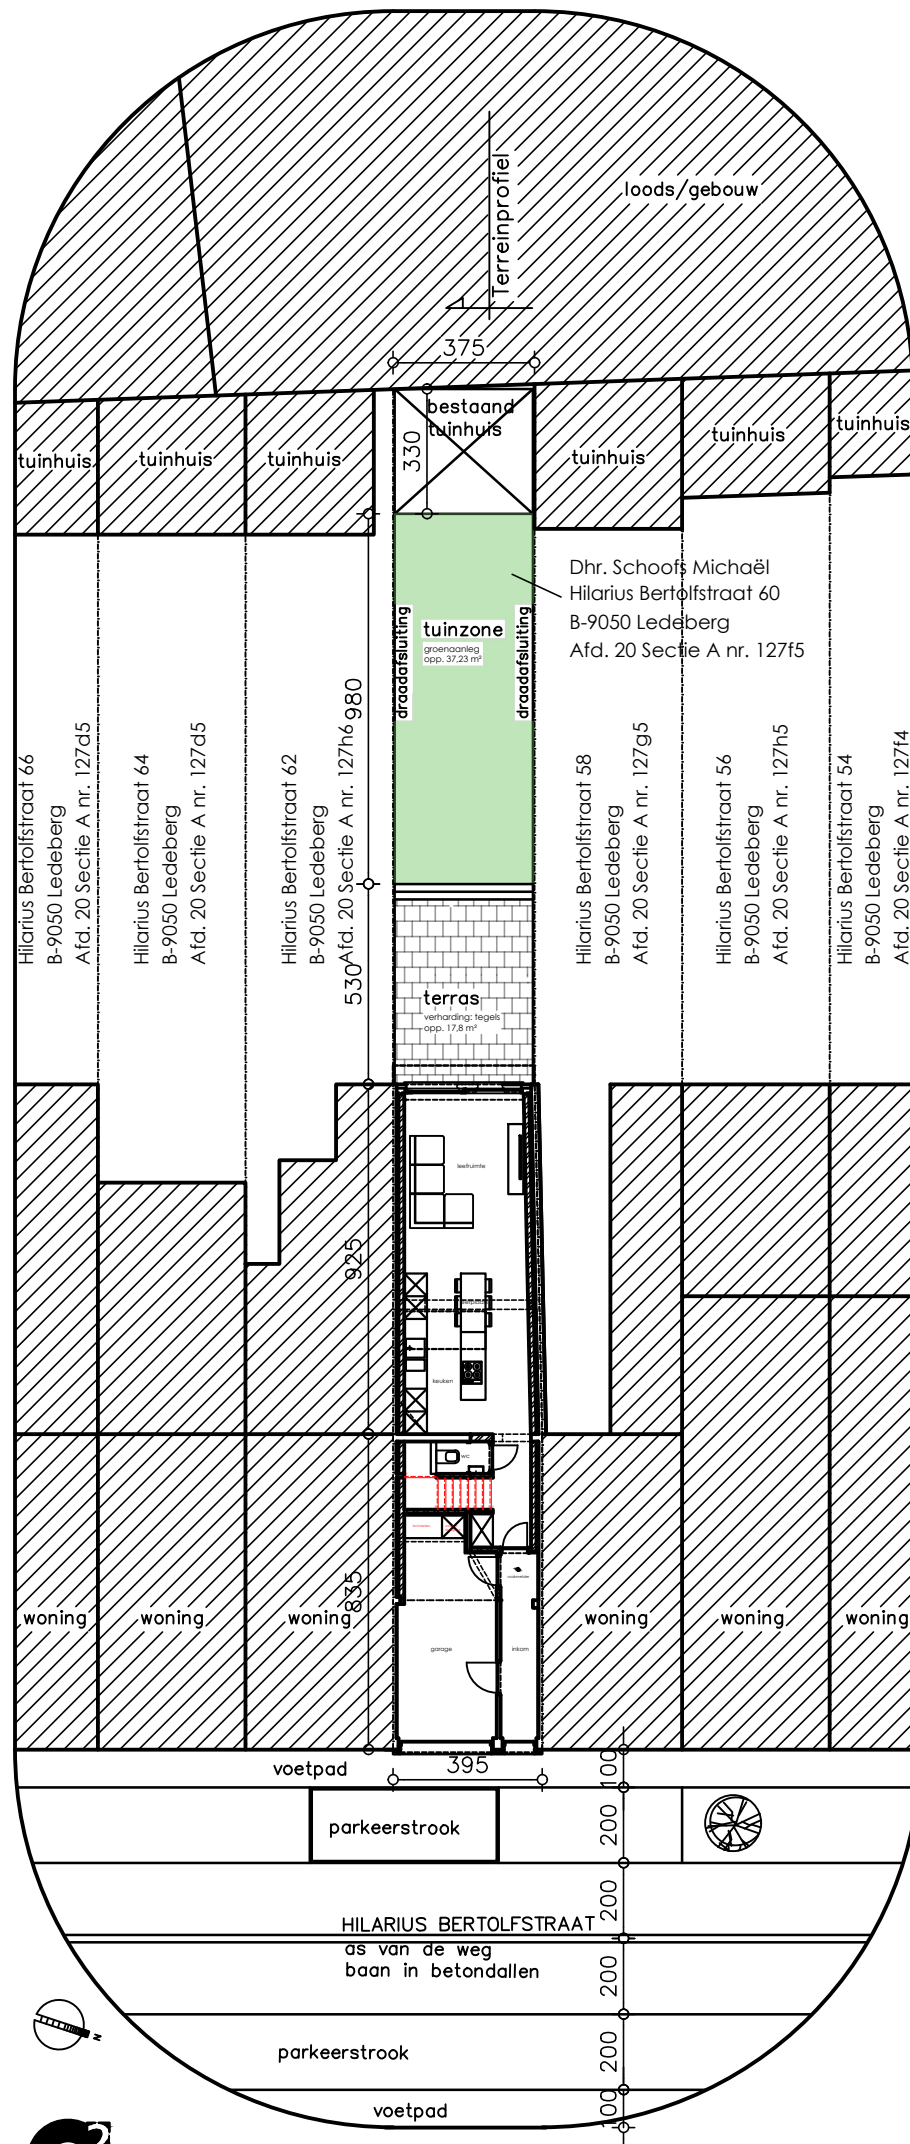 loods/gebouw
Terreinprofiel
375
bestaand
tuinhuis
330
tuinhuis
tuinhuis
tuinhuis
tuinhuis
tuinhuis
tuinhuis
Dhr. Schoofs Michaël
Hilarius Bertolfstraat 60
B-9050 Ledeberg
Afd. 20 Sectie A nr. 127f5
draadafsluiting
tuinzone
groenaanleg
opp. 37,23 m²
draadafsluiting
980
Hilarius Bertolfstraat 66
B-9050 Ledeberg
Afd. 20 Sectie A nr. 127d5
Hilarius Bertolfstraat 64
B-9050 Ledeberg
Afd. 20 Sectie A nr. 127d5
Hilarius Bertolfstraat 62
B-9050 Ledeberg
Afd. 20 Sectie A nr. 127h6
Hilarius Bertolfstraat 58
B-9050 Ledeberg
Afd. 20 Sectie A nr. 127g5
Hilarius Bertolfstraat 56
B-9050 Ledeberg
Afd. 20 Sectie A nr. 127h5
Hilarius Bertolfstraat 54
B-9050 Ledeberg
Afd. 20 Sectie A nr. 127f4
530
terras
verharding: tegels
opp. 17,8 m²
leefruimte
925
keuken
WC
835
woning
woning
woning
garage
inkom
woning
woning
woning
voetpad
395
100
parkeerstrook
200
200
HILARIUS BERTOLFSTRAAT
as van de weg
baan in betondallen
200
N
parkeerstrook
200
voetpad
100
2